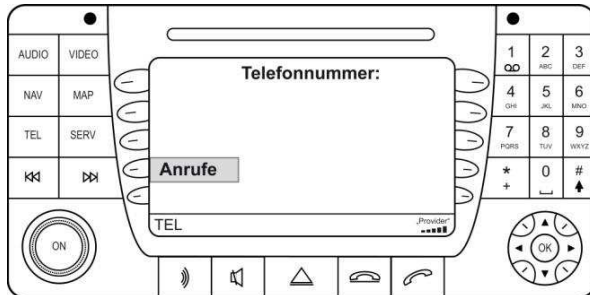 AUDIO
VIDEO
NAV
MAP
TEL
SERV
ON
Telefonnummer:
Anrufe
TEL
„Provider“
1
2
ABC
3
DEF
4
GHI
5
JKL
6
MNO
7
PQRS
8
TUV
9
WXYZ
*
+
0
#
OK